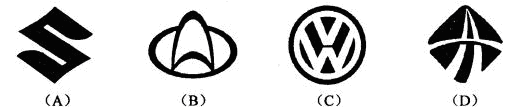 （A） （B） （C） （D）